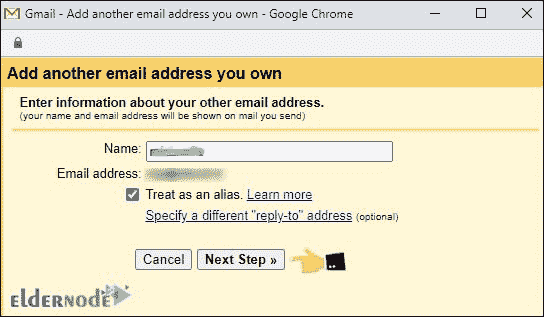 Gmail - Add another email address you own - Google Chrome
Add another email address you own
Enter information about your other email address.
(your name and email address will be shown on mail you send)
Name:
Email address:
Treat as an alias. Learn more
Specify a different "reply-to" address (optional)
Cancel Next Step »
ELDERNODE